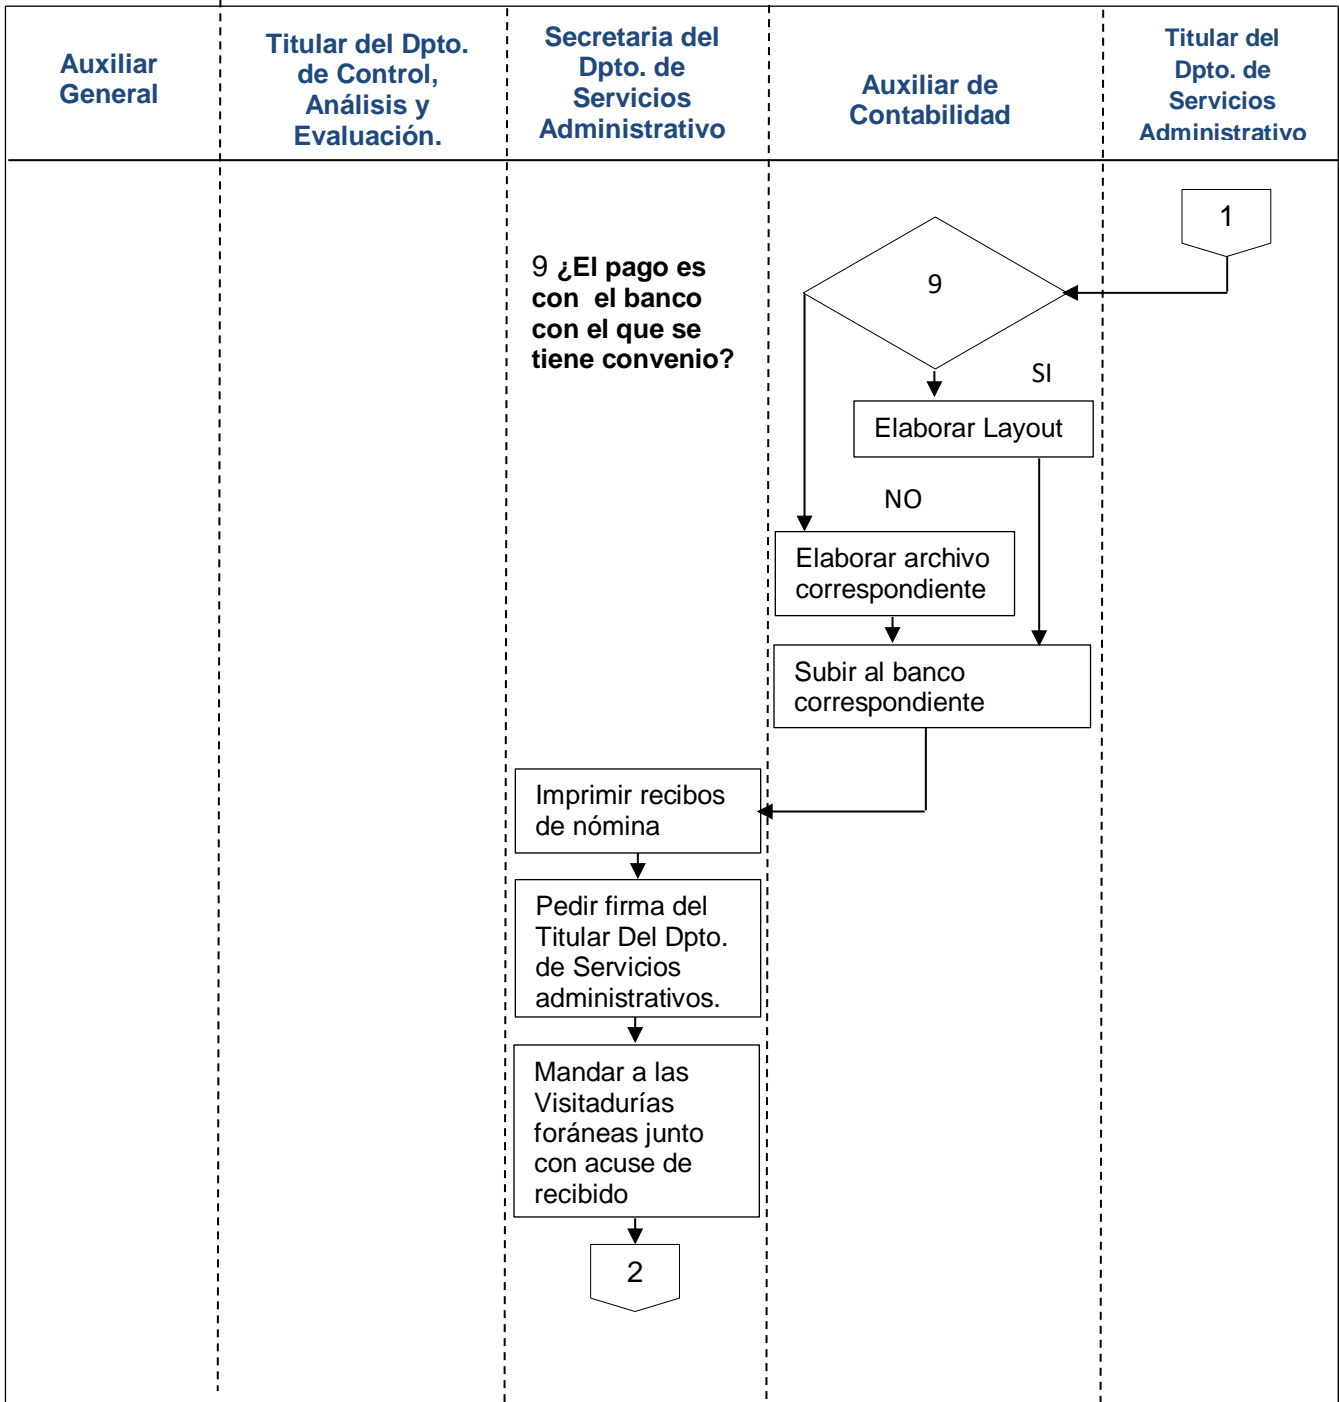 Auxiliar
General
Titular del Dpto.
de Control,
Análisis y
Evaluación.
Secretaria del
Dpto. de
Servicios
Administrativo
Auxiliar de
Contabilidad
Titular del
Dpto. de
Servicios
Administrativo
1
9 ¿El pago es
con el banco
con el que se
tiene convenio?
9
SI
Elaborar Layout
NO
Elaborar archivo
correspondiente
Subir al banco
correspondiente
Imprimir recibos
de nómina
Pedir firma del
Titular Del Dpto.
de Servicios
administrativos.
Mandar a las
Visitadurías
foráneas junto
con acuse de
recibido
2